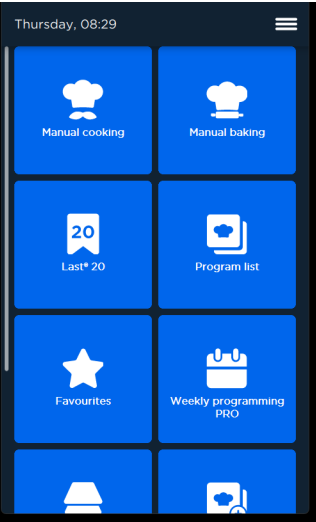 Thursday, 08:29
Manual cooking
Manual baking
20
Last® 20
Program list
Favourites
Weekly programming
PRO